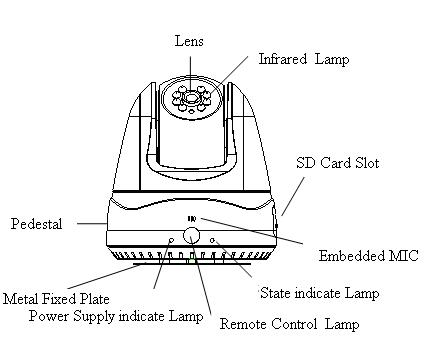 Lens
Infrared Lamp
SD Card Slot
Pedestal
Embedded MIC
Metal Fixed Plate
State indicate Lamp
Power Supply indicate Lamp
Remote Control Lamp